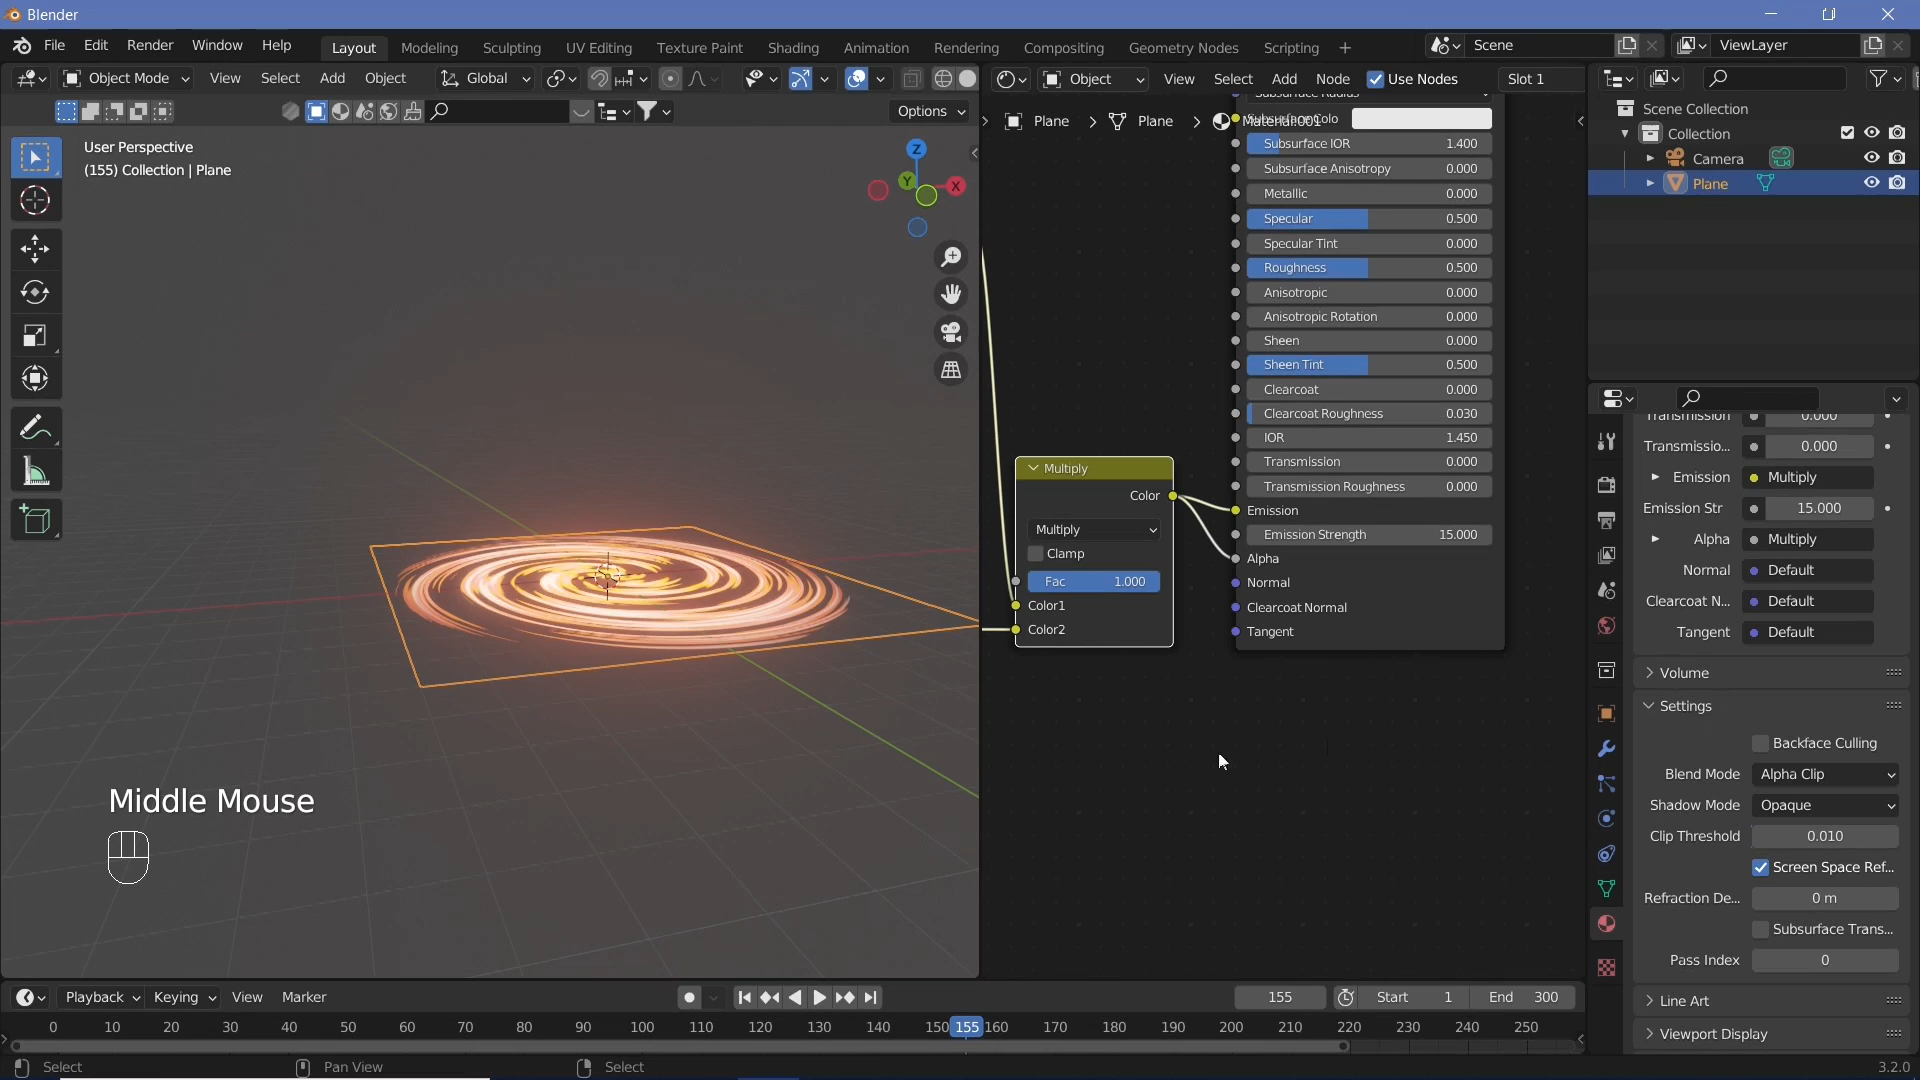 Blender
File Edit Render Window Help
Layout Modeling Sculpting UV Editing Texture Paint Shading Animation Rendering Compositing Geometry Nodes Scripting +
Scene
ViewLayer
Object Mode View Select Add Object Global
Object View Select Add Node Use Nodes Slot 1
Options
User Perspective
(155) Collection | Plane
Z
Y
X
Middle Mouse
Plane > Plane > Material.001
Subsurface Radius
Subsurface Colo
Subsurface IOR 1.400
Subsurface Anisotropy 0.000
Metallic 0.000
Specular 0.500
Specular Tint 0.000
Roughness 0.500
Anisotropic 0.000
Anisotropic Rotation 0.000
Sheen 0.000
Sheen Tint 0.500
Clearcoat 0.000
Clearcoat Roughness 0.030
IOR 1.450
Transmission 0.000
Transmission Roughness 0.000
Emission
Emission Strength 15.000
Alpha
Normal
Clearcoat Normal
Tangent
Multiply
Color
Multiply
Clamp
Fac 1.000
Color1
Color2
Scene Collection
Collection
Camera
Plane
Transmission 0.000
Transmissio... 0.000
Emission Multiply
Emission Str 15.000
Alpha Multiply
Normal Default
Clearcoat N... Default
Tangent Default
Volume
Settings
Backface Culling
Blend Mode Alpha Clip
Shadow Mode Opaque
Clip Threshold 0.010
Screen Space Ref...
Refraction De... 0 m
Subsurface Trans...
Pass Index 0
Line Art
Viewport Display
Playback Keying View Marker
155 Start 1 End 300
0 10 20 30 40 50 60 70 80 90 100 110 120 130 140 150 155 160 170 180 190 200 210 220 230 240 250
Select Pan View Select 3.2.0